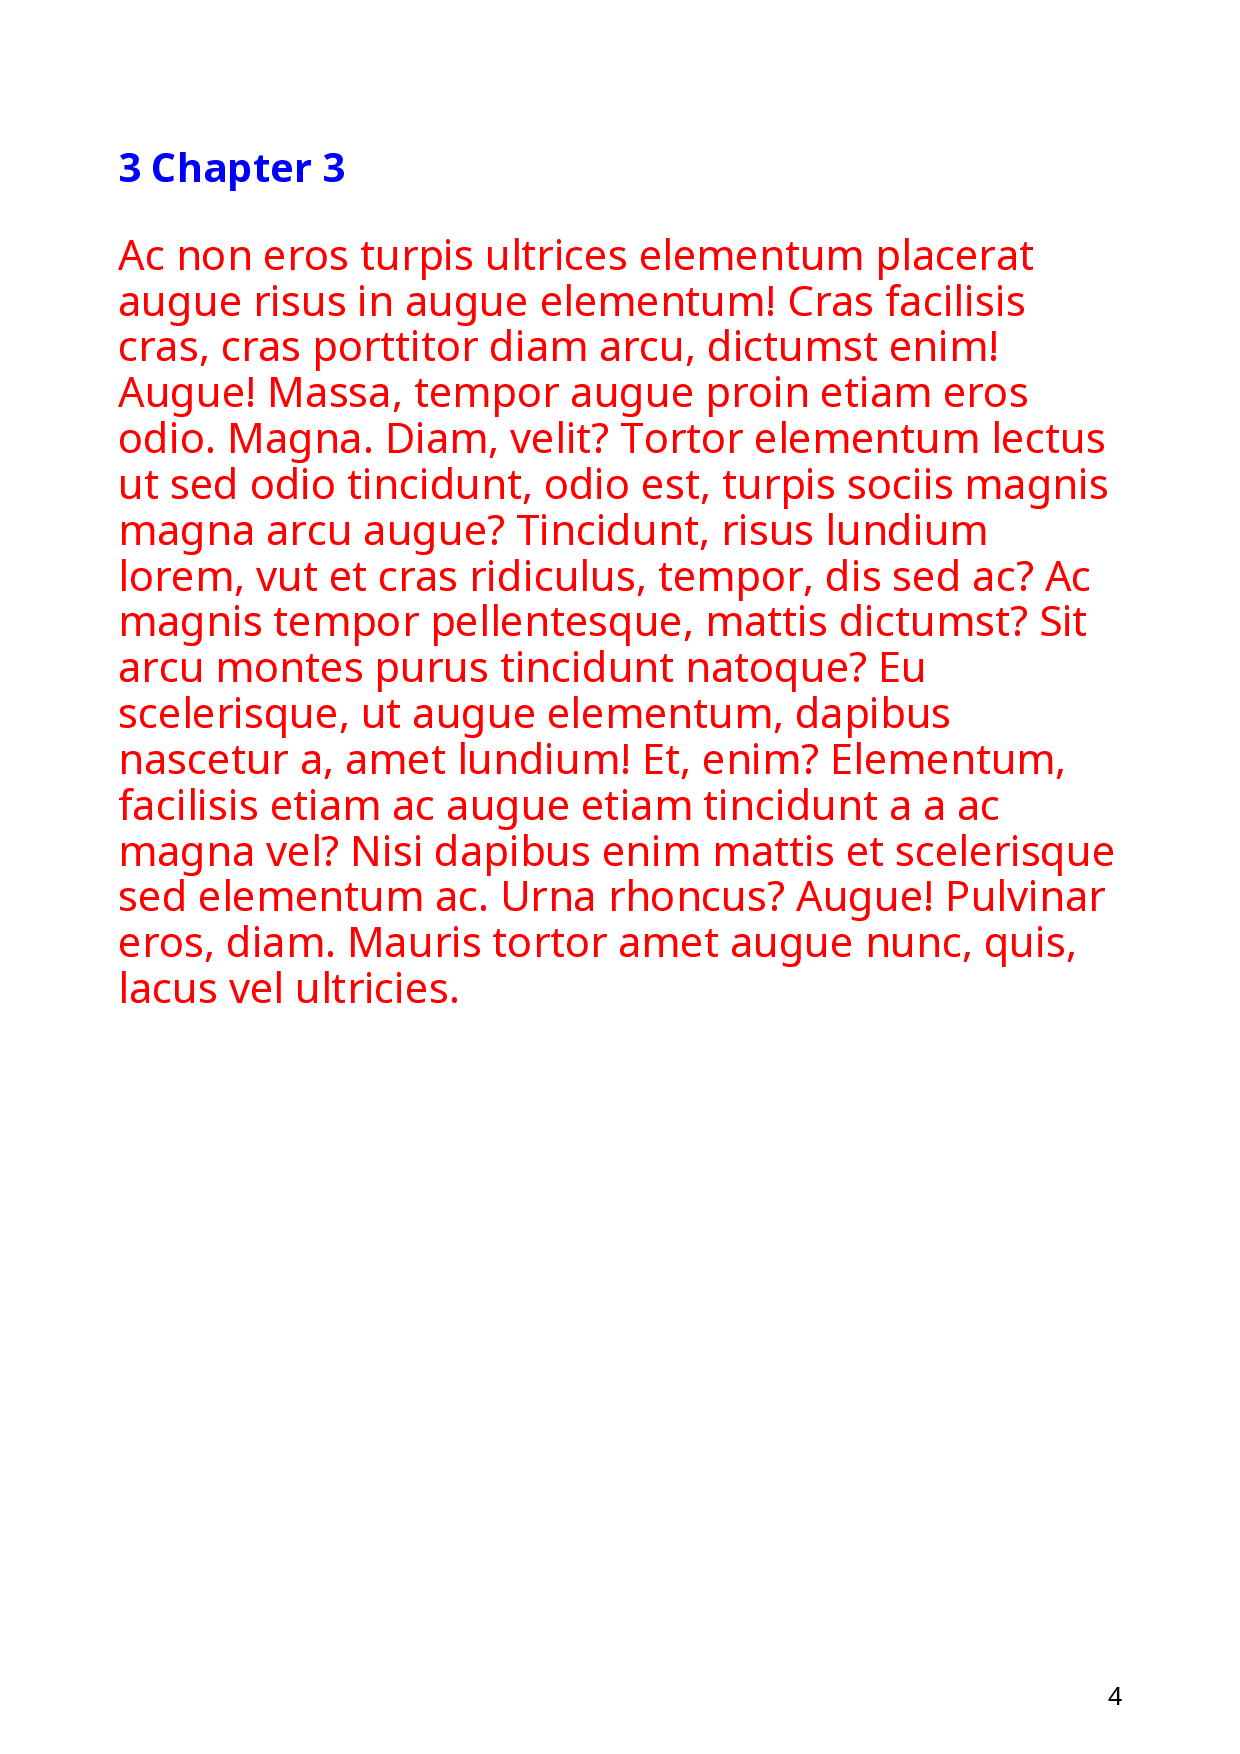 3 Chapter 3
Ac non eros turpis ultrices elementum placerat
augue risus in augue elementum! Cras facilisis
cras, cras porttitor diam arcu, dictumst enim!
Augue! Massa, tempor augue proin etiam eros
odio. Magna. Diam, velit? Tortor elementum lectus
ut sed odio tincidunt, odio est, turpis sociis magnis
magna arcu augue? Tincidunt, risus lundium
lorem, vut et cras ridiculus, tempor, dis sed ac? Ac
magnis tempor pellentesque, mattis dictumst? Sit
arcu montes purus tincidunt natoque? Eu
scelerisque, ut augue elementum, dapibus
nascetur a, amet lundium! Et, enim? Elementum,
facilisis etiam ac augue etiam tincidunt a a ac
magna vel? Nisi dapibus enim mattis et scelerisque
sed elementum ac. Urna rhoncus? Augue! Pulvinar
eros, diam. Mauris tortor amet augue nunc, quis,
lacus vel ultricies.
4